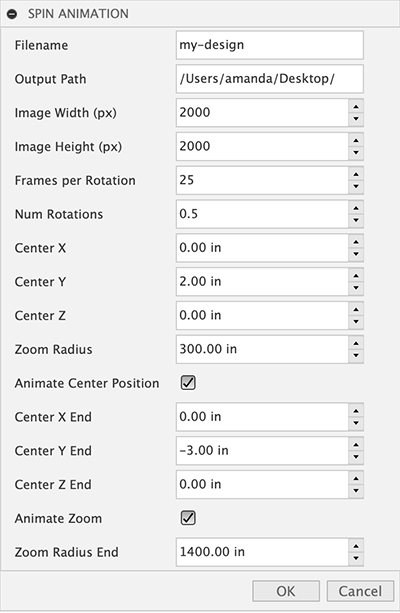 SPIN ANIMATION
Filename my-design
Output Path /Users/amanda/Desktop/
Image Width (px) 2000
Image Height (px) 2000
Frames per Rotation 25
Num Rotations 0.5
Center X 0.00 in
Center Y 2.00 in
Center Z 0.00 in
Zoom Radius 300.00 in
Animate Center Position
Center X End 0.00 in
Center Y End -3.00 in
Center Z End 0.00 in
Animate Zoom
Zoom Radius End 1400.00 in
OK Cancel